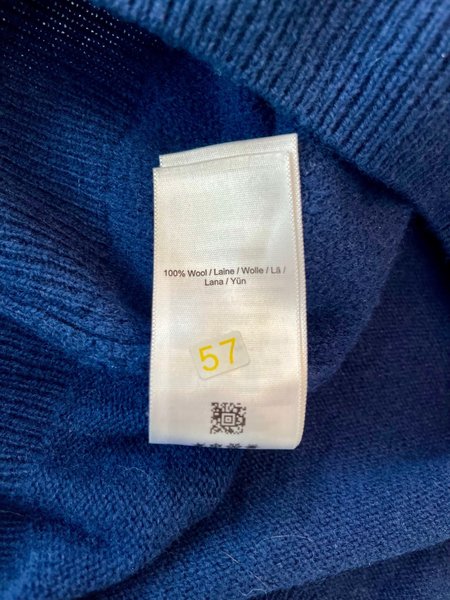 100% Wool / Laine / Wolle / Lã /
Lana / Yün
57